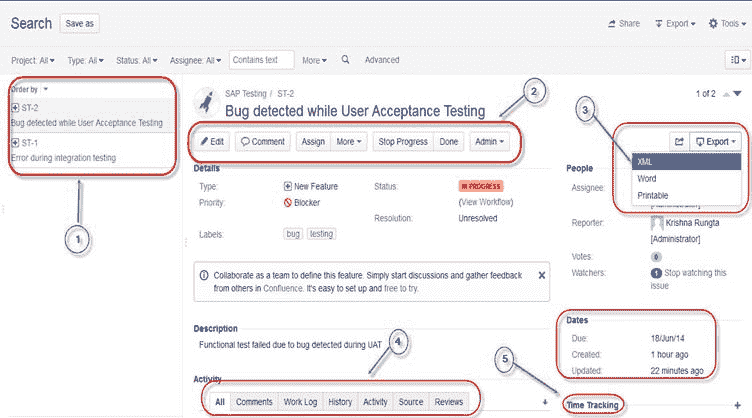 Search Save as
Share Export Tools
Project: All Type: All Status: All Assignee: All Contains text More Advanced
Order by
ST-2
Bug detected while User Acceptance Testing
ST-1
Error during integration testing
1
SAP Testing / ST-2
Bug detected while User Acceptance Testing
2
1 of 2
Edit Comment Assign More Stop Progress Done Admin
3
Export
XML
Word
Printable
Details
Type: New Feature
Status: IN PROGRESS
Priority: Blocker
(View Workflow)
Resolution: Unresolved
Labels: bug testing
Collaborate as a team to define this feature. Simply start discussions and gather feedback
from others in Confluence. It's easy to set up and free to try.
Description
Functional test failed due to bug detected during UAT
4
Activity
All Comments Work Log History Activity Source Reviews
People
Assignee:
[Administrator]
Reporter: Krishna Rungta
[Administrator]
Votes: 0
Watchers: 1 Stop watching this
issue
Dates
Due: 18/Jun/14
Created: 1 hour ago
Updated: 22 minutes ago
5
Time Tracking